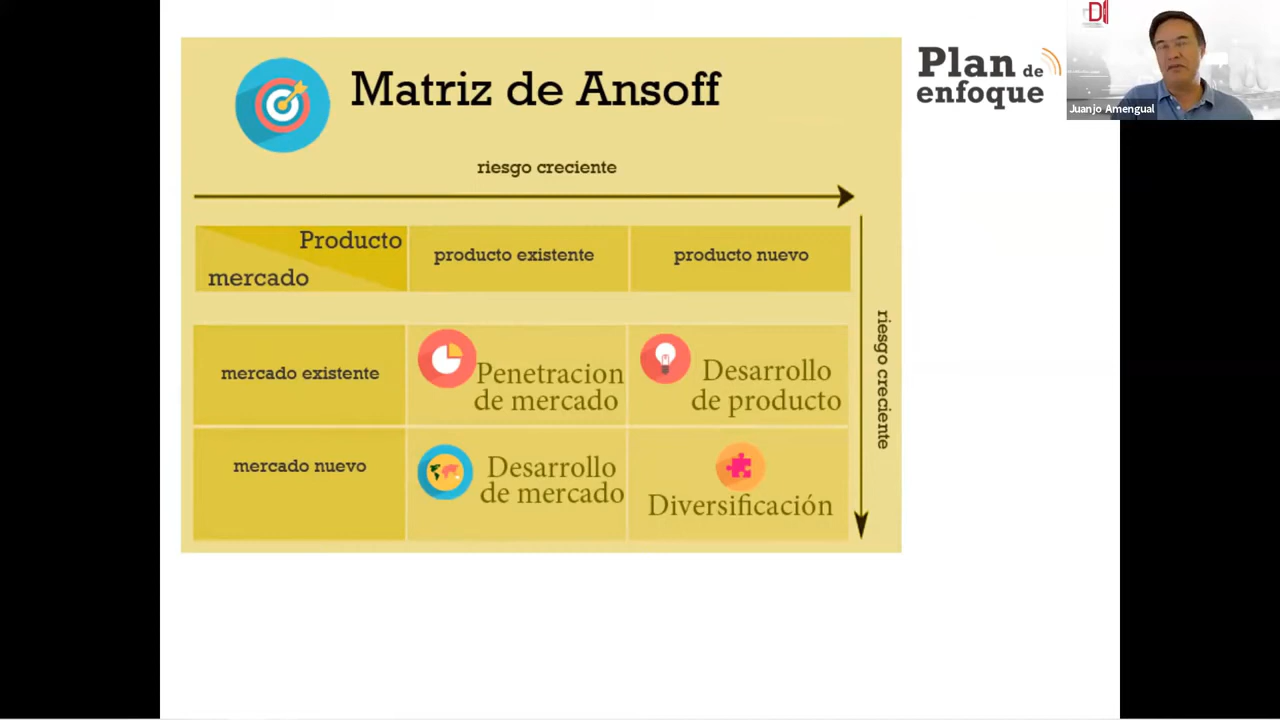 Matriz de Ansoff
Plan de
enfoque
D
Juanjo Amengual
riesgo creciente
Producto
mercado
producto existente
producto nuevo
riesgo creciente
mercado existente
Penetracion
de mercado
Desarrollo
de producto
mercado nuevo
Desarrollo
de mercado
Diversificación